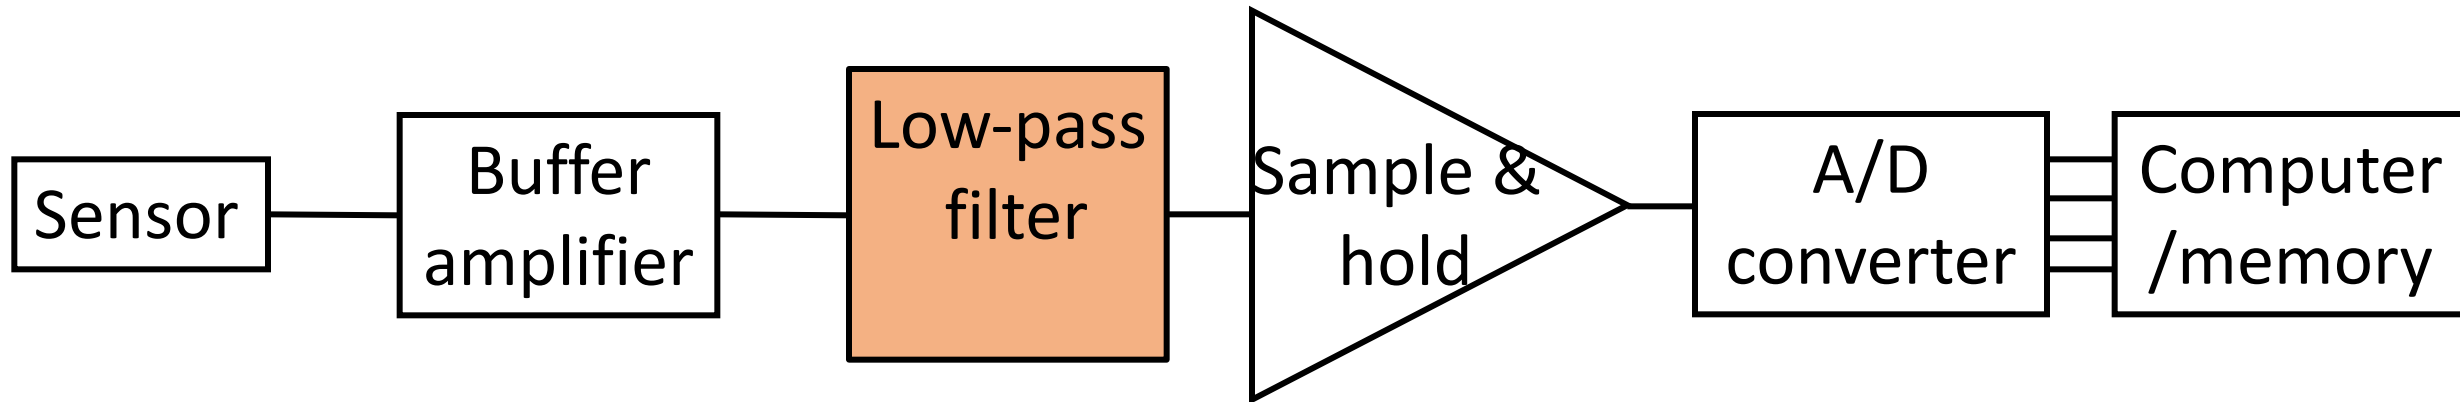 Sensor
Buffer
amplifier
Low-pass
filter
Sample &
hold
A/D
converter
Computer
/memory